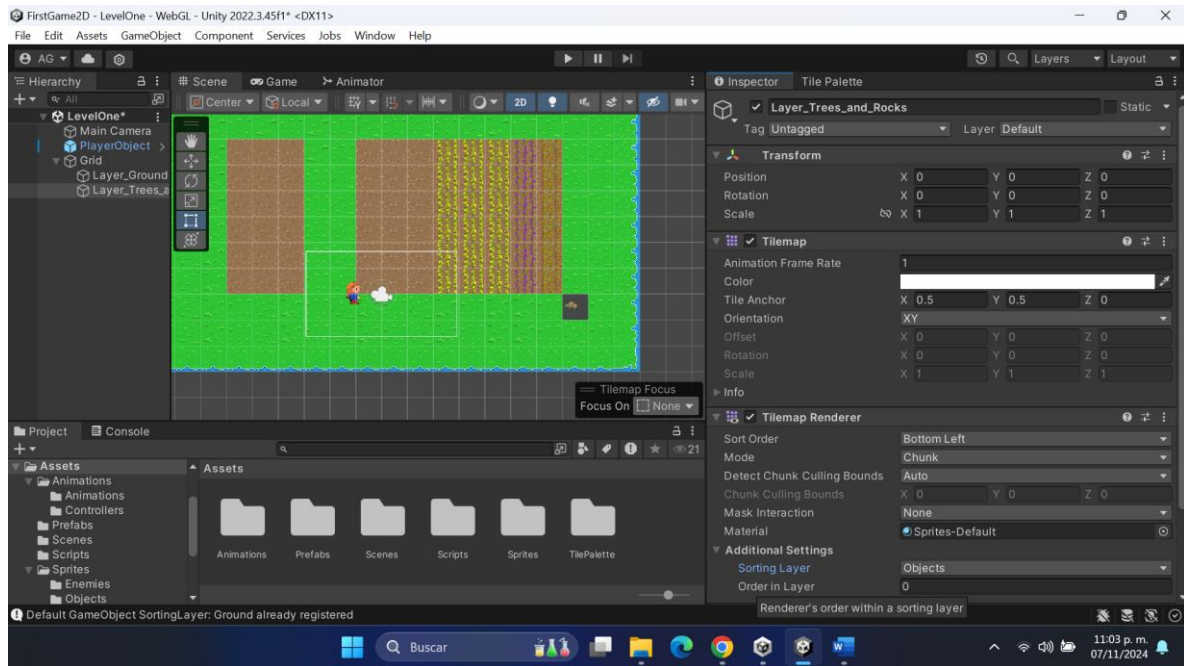 FirstGame2D - LevelOne - WebGL - Unity 2022.3.45f1* <DX11>
File Edit Assets GameObject Component Services Jobs Window Help
AG
Layers Layout
Hierarchy
All
LevelOne*
Main Camera
PlayerObject
Grid
Layer_Ground
Layer_Trees_a
Scene Game Animator
Center Local 2D
Tilemap Focus
Focus On None
Inspector Tile Palette
Layer_Trees_and_Rocks Static
Tag Untagged Layer Default
Transform
Position X 0 Y 0 Z 0
Rotation X 0 Y 0 Z 0
Scale X 1 Y 1 Z 1
Tilemap
Animation Frame Rate 1
Color
Tile Anchor X 0.5 Y 0.5 Z 0
Orientation XY
Offset X 0 Y 0 Z 0
Rotation X 0 Y 0 Z 0
Scale X 1 Y 1 Z 1
Info
Tilemap Renderer
Sort Order Bottom Left
Mode Chunk
Detect Chunk Culling Bounds Auto
Chunk Culling Bounds X 0 Y 0 Z 0
Mask Interaction None
Material Sprites-Default
Additional Settings
Sorting Layer Objects
Order in Layer 0
Renderer's order within a sorting layer
Project Console
21
Assets
Animations
Animations
Controllers
Prefabs
Scenes
Scripts
Sprites
Enemies
Objects
Assets
Animations Prefabs Scenes Scripts Sprites TilePalette
Default GameObject SortingLayer: Ground already registered
Buscar
11:03 p. m.
07/11/2024